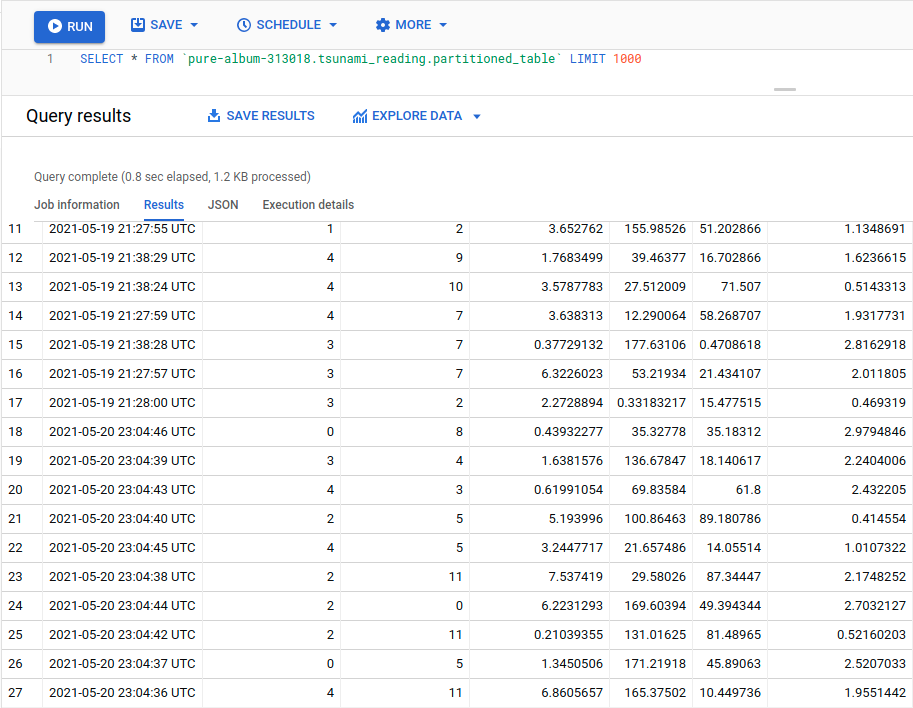 RUN SAVE SCHEDULE MORE
1 SELECT * FROM `pure-album-313018.tsunami_reading.partitioned_table` LIMIT 1000
Query results SAVE RESULTS EXPLORE DATA
Query complete (0.8 sec elapsed, 1.2 KB processed)
Job information Results JSON Execution details
11 2021-05-19 21:27:55 UTC 1 2 3.652762 155.98526 51.202866 1.1348691
12 2021-05-19 21:38:29 UTC 4 9 1.7683499 39.46377 16.702866 1.6236615
13 2021-05-19 21:38:24 UTC 4 10 3.5787783 27.512009 71.507 0.5143313
14 2021-05-19 21:27:59 UTC 4 7 3.638313 12.290064 58.268707 1.9317731
15 2021-05-19 21:38:28 UTC 3 7 0.37729132 177.63106 0.4708618 2.8162918
16 2021-05-19 21:27:57 UTC 3 7 6.3226023 53.21934 21.434107 2.011805
17 2021-05-19 21:28:00 UTC 3 2 2.2728894 0.33183217 15.477515 0.469319
18 2021-05-20 23:04:46 UTC 0 8 0.43932277 35.32778 35.18312 2.9794846
19 2021-05-20 23:04:39 UTC 3 4 1.6381576 136.67847 18.140617 2.2404006
20 2021-05-20 23:04:43 UTC 4 3 0.61991054 69.83584 61.8 2.432205
21 2021-05-20 23:04:40 UTC 2 5 5.193996 100.86463 89.180786 0.414554
22 2021-05-20 23:04:45 UTC 4 5 3.2447717 21.657486 14.05514 1.0107322
23 2021-05-20 23:04:38 UTC 2 11 7.537419 29.58026 87.34447 2.1748252
24 2021-05-20 23:04:44 UTC 2 0 6.2231293 169.60394 49.394344 2.7032127
25 2021-05-20 23:04:42 UTC 2 11 0.21039355 131.01625 81.48965 0.52160203
26 2021-05-20 23:04:37 UTC 0 5 1.3450506 171.21918 45.89063 2.5207033
27 2021-05-20 23:04:36 UTC 4 11 6.8605657 165.37502 10.449736 1.9551442